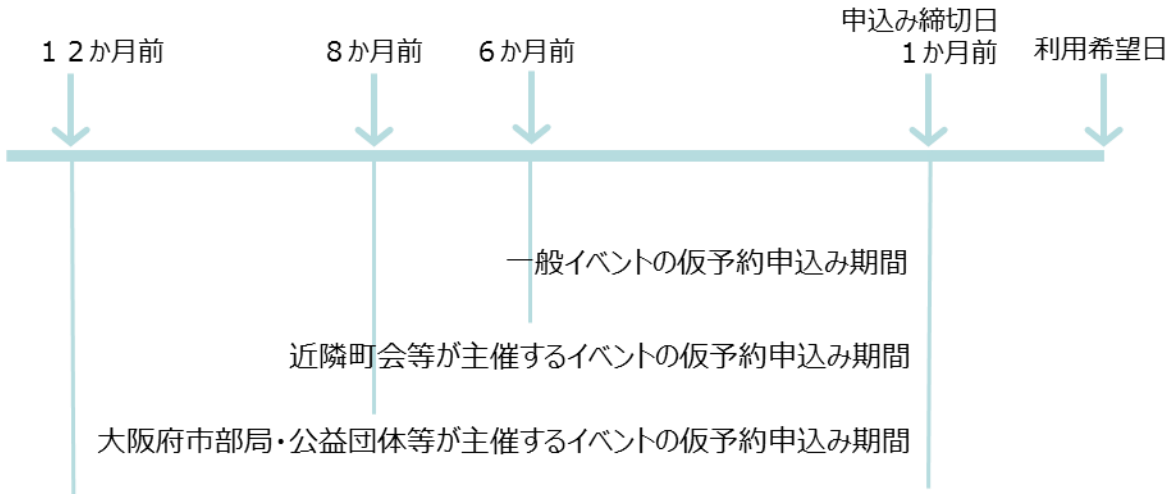 申込み締切日
１２か月前
８か月前
６か月前
１か月前
利用希望日
一般イベントの仮予約申込み期間
近隣町会等が主催するイベントの仮予約申込み期間
大阪府市部局・公益団体等が主催するイベントの仮予約申込み期間